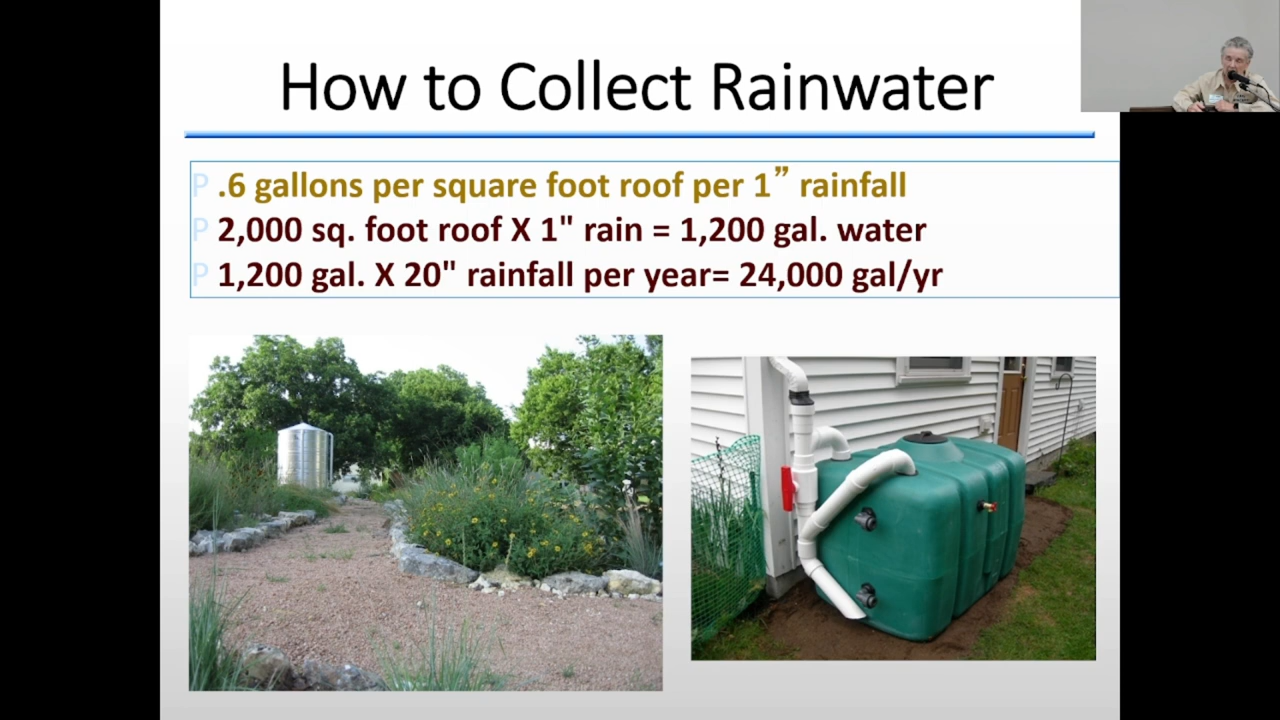 How to Collect Rainwater
P .6 gallons per square foot roof per 1” rainfall
P 2,000 sq. foot roof X 1" rain = 1,200 gal. water
P 1,200 gal. X 20" rainfall per year= 24,000 gal/yr